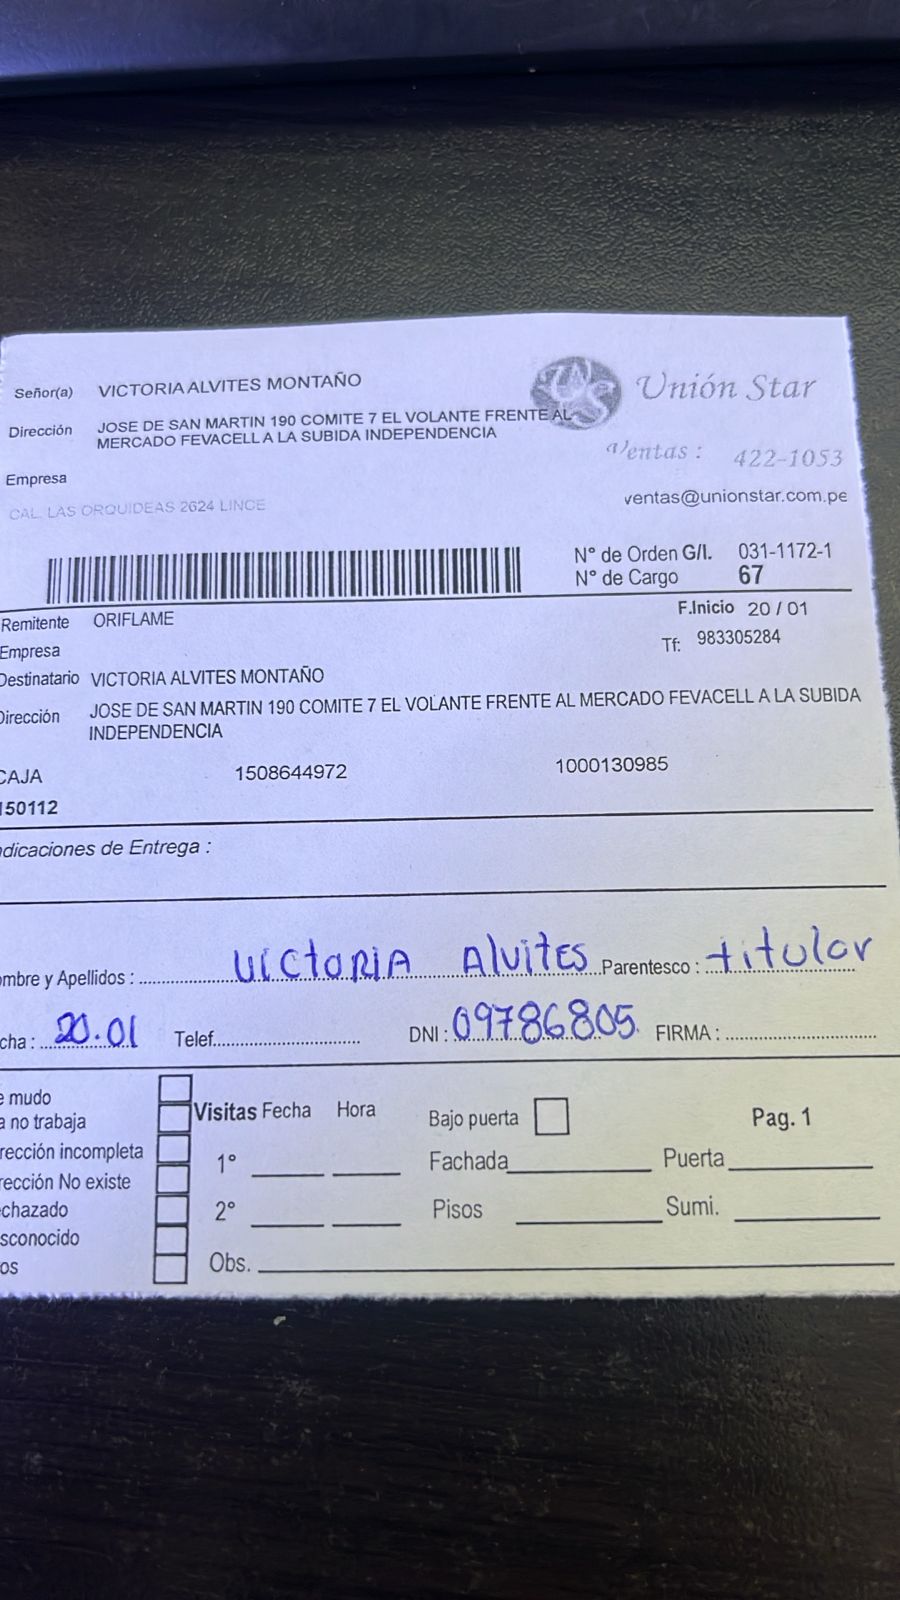 Señor(a) VICTORIA ALVITES MONTAÑO
Unión Star
Dirección JOSE DE SAN MARTIN 190 COMITE 7 EL VOLANTE FRENTE AL
MERCADO FEVACELL A LA SUBIDA INDEPENDENCIA
Ventas : 422-1053
Empresa
ventas@unionstar.com.pe
CAL. LAS ORQUIDEAS 2624 LINCE
N° de Orden G/I. 031-1172-1
N° de Cargo 67
Remitente ORIFLAME
F.Inicio 20 / 01
Empresa
Tf: 983305284
Destinatario VICTORIA ALVITES MONTAÑO
Dirección JOSE DE SAN MARTIN 190 COMITE 7 EL VOLANTE FRENTE AL MERCADO FEVACELL A LA SUBIDA
INDEPENDENCIA
CAJA 1508644972 1000130985
150112
ndicaciones de Entrega :
ombre y Apellidos : VICTORIA Alvites Parentesco : titular
cha : 20.01 Telef. DNI : 09786805 FIRMA :
e mudo
a no trabaja
rección incompleta
rección No existe
echazado
sconocido
os
Visitas Fecha Hora
1°
2°
Obs.
Bajo puerta
Pag. 1
Fachada Puerta
Pisos Sumi.